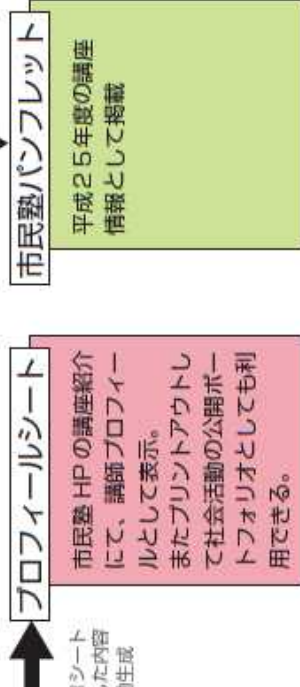 市民塾パンフレット
平成２５年度の講座
情報として掲載
プロフィールシート
市民塾 HP の講座紹介
にて、講師プロフィー
ルとして表示。
またプリントアウトし
て社会活動の公開ポー
トフォリオとしても利
用できる。
シート
った内容
生成